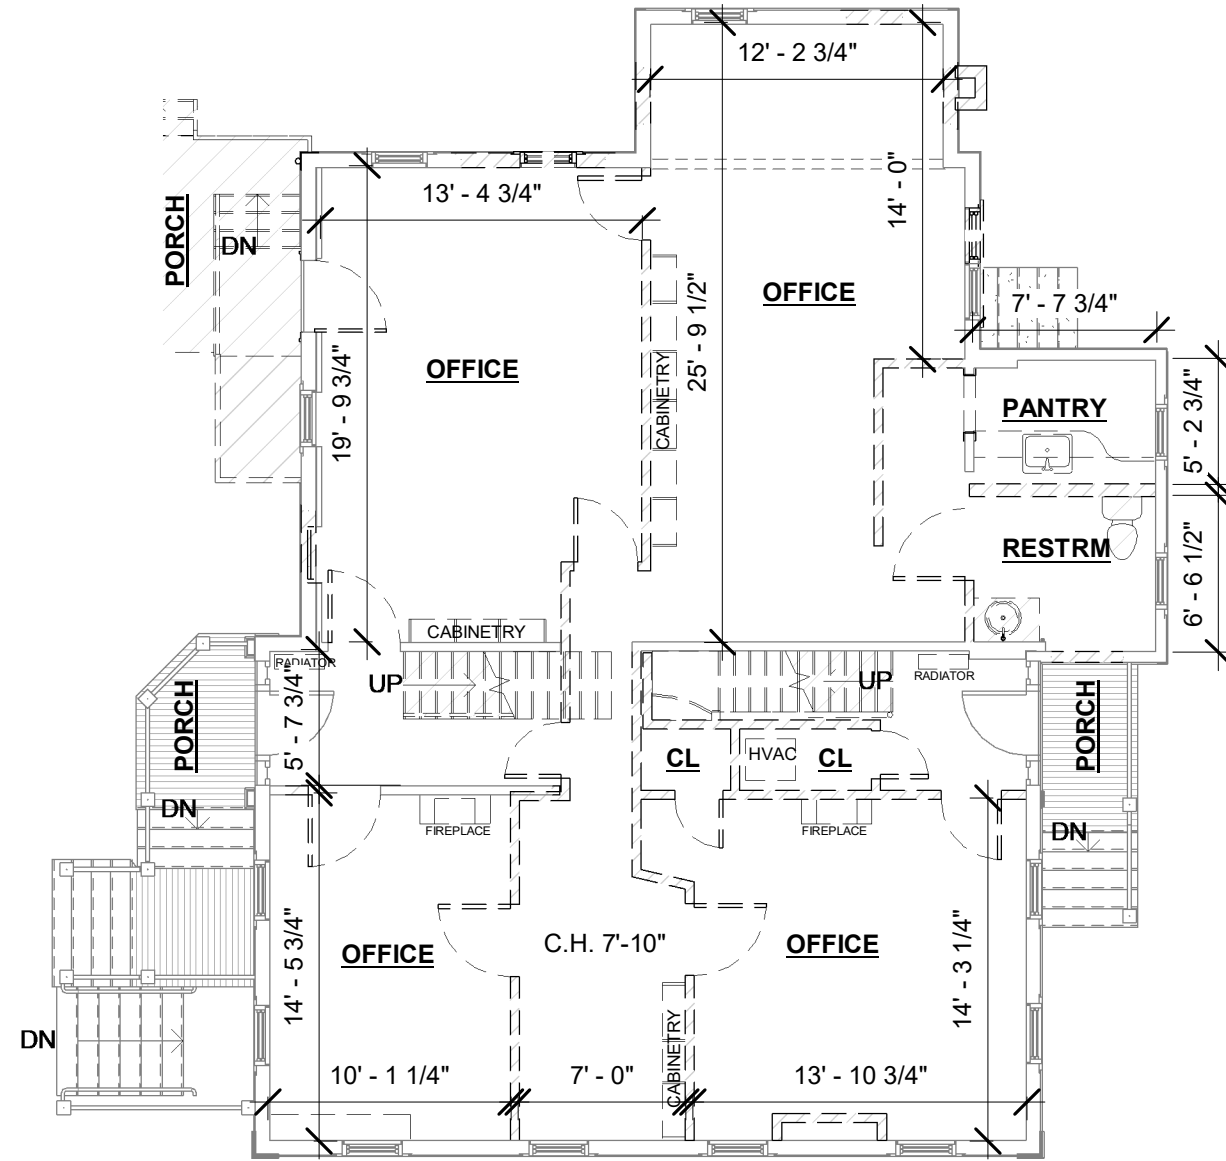 12' - 2 3/4"
13' - 4 3/4"
14' - 0"
PORCH
DN
OFFICE
7' - 7 3/4"
25' - 9 1/2"
OFFICE
19' - 9 3/4"
CABINETRY
PANTRY
5' - 2 3/4"
RESTRM
6' - 6 1/2"
CABINETRY
RADIATOR
UP
UP
RADIATOR
PORCH
5' - 7 3/4"
CL
HVAC
CL
PORCH
DN
FIREPLACE
FIREPLACE
DN
14' - 5 3/4"
OFFICE
C.H. 7'-10"
OFFICE
14' - 3 1/4"
DN
CABINETRY
10' - 1 1/4"
7' - 0"
13' - 10 3/4"